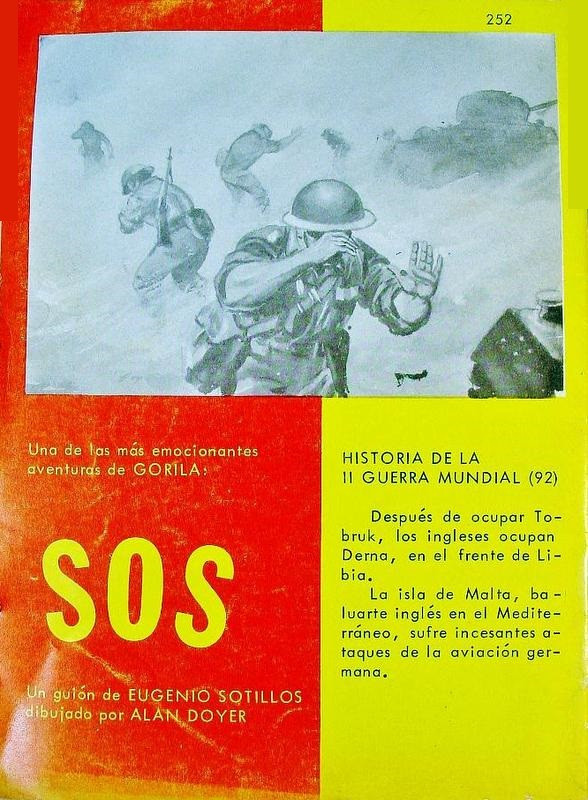 252
Una de las más emocionantes
aventuras de GORILA:
SOS
Un guión de EUGENIO SOTILLOS
dibujado por ALAN DOYER
HISTORIA DE LA
II GUERRA MUNDIAL (92)
Después de ocupar To-
bruk, los ingleses ocupan
Derna, en el frente de Li-
bia.
La isla de Malta, ba-
luarte inglés en el Medite-
rráneo, sufre incesantes a-
taques de la aviación ger-
mana.